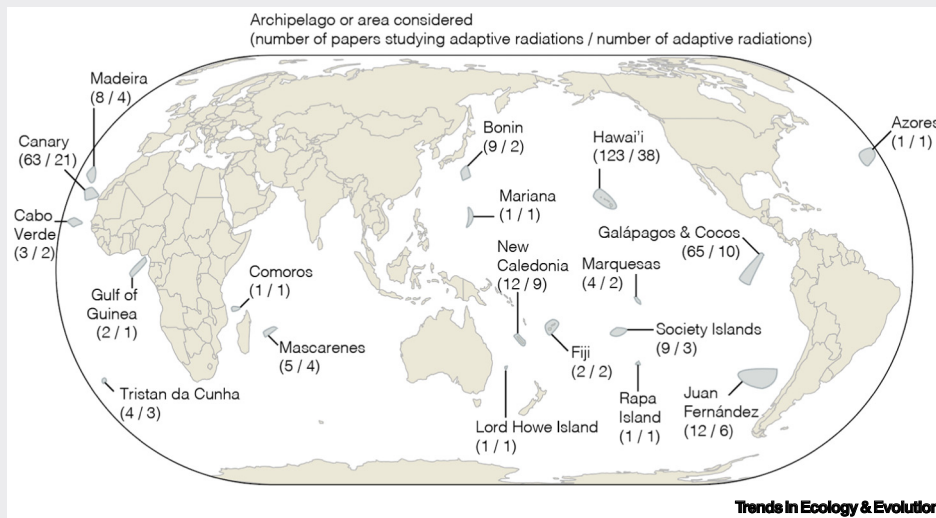 Archipelago or area considered
(number of papers studying adaptive radiations / number of adaptive radiations)
Madeira
(8 / 4)
Canary
(63 / 21)
Cabo
Verde
(3 / 2)
Gulf of
Guinea
(2 / 1)
Tristan da Cunha
(4 / 3)
Comoros
(1 / 1)
Mascarenes
(5 / 4)
Bonin
(9 / 2)
Mariana
(1 / 1)
New
Caledonia
(12 / 9)
Lord Howe Island
(1 / 1)
Fiji
(2 / 2)
Hawai'i
(123 / 38)
Marquesas
(4 / 2)
Society Islands
(9 / 3)
Rapa
Island
(1 / 1)
Galápagos & Cocos
(65 / 10)
Juan
Fernández
(12 / 6)
Azores
(1 / 1)
Trends in Ecology & Evolution